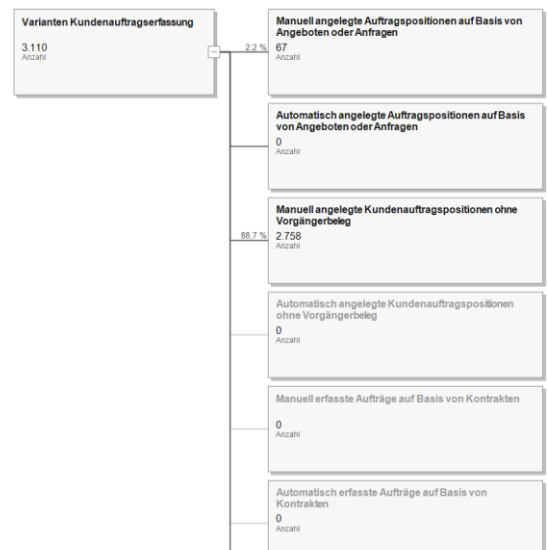 Varianten Kundenauftragserfassung
3.110
Anzahl
2,2 %
Manuell angelegte Auftragspositionen auf Basis von
Angeboten oder Anfragen
67
Anzahl
Automatisch angelegte Auftragspositionen auf Basis
von Angeboten oder Anfragen
0
Anzahl
88,7 %
Manuell angelegte Kundenauftragspositionen ohne
Vorgängerbeleg
2.758
Anzahl
Automatisch angelegte Kundenauftragspositionen
ohne Vorgängerbeleg
0
Anzahl
Manuell erfasste Aufträge auf Basis von Kontrakten
0
Anzahl
Automatisch erfasste Aufträge auf Basis von
Kontrakten
0
Anzahl